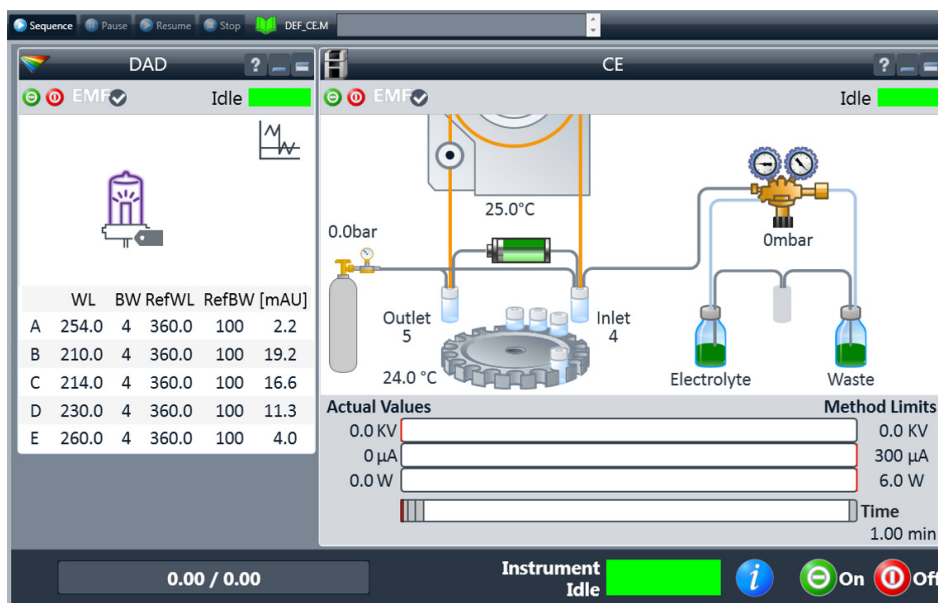 Sequence Pause Resume Stop DEF_CE.M
DAD ?
EMF Idle
WL BW RefWL RefBW [mAU]
A 254.0 4 360.0 100 2.2
B 210.0 4 360.0 100 19.2
C 214.0 4 360.0 100 16.6
D 230.0 4 360.0 100 11.3
E 260.0 4 360.0 100 4.0
CE ?
EMF Idle
25.0°C
0.0bar
0mbar
Outlet
5
Inlet
4
24.0 °C
Electrolyte
Waste
Actual Values Method Limits
0.0 KV 0.0 KV
0 µA 300 µA
0.0 W 6.0 W
Time
1.00 min
0.00 / 0.00
Instrument
Idle
i
On
Off